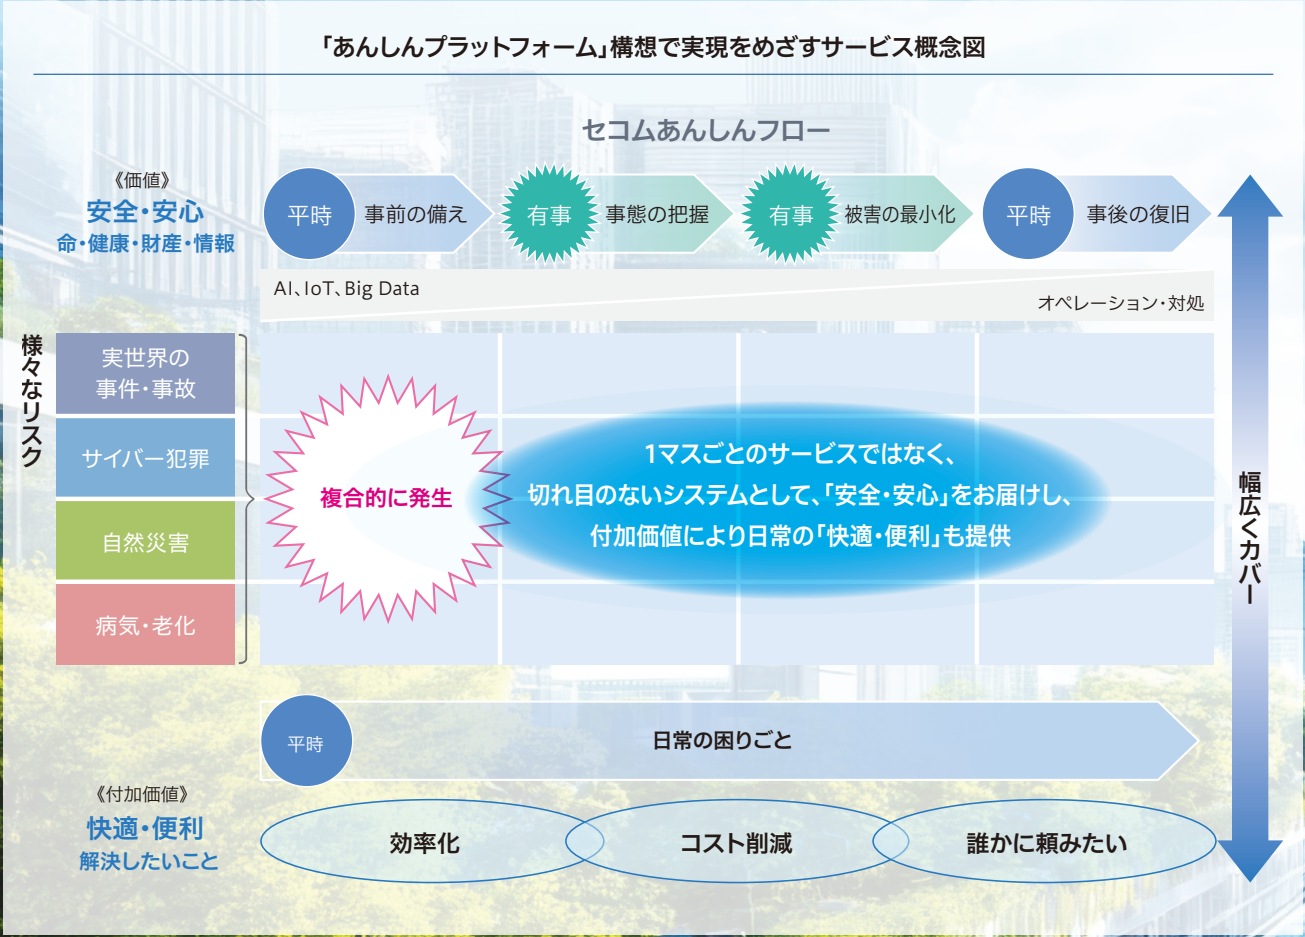 「あんしんプラットフォーム」構想で実現をめざすサービス概念図
セコムあんしんフロー
《価値》
安全・安心
命・健康・財産・情報
平時
事前の備え
有事
事態の把握
有事
被害の最小化
平時
事後の復旧
AI、IoT、Big Data
オペレーション・対処
様々なリスク
実世界の
事件・事故
サイバー犯罪
自然災害
病気・老化
複合的に発生
1マスごとのサービスではなく、
切れ目のないシステムとして、「安全・安心」をお届けし、
付加価値により日常の「快適・便利」も提供
幅広くカバー
平時
日常の困りごと
《付加価値》
快適・便利
解決したいこと
効率化
コスト削減
誰かに頼みたい